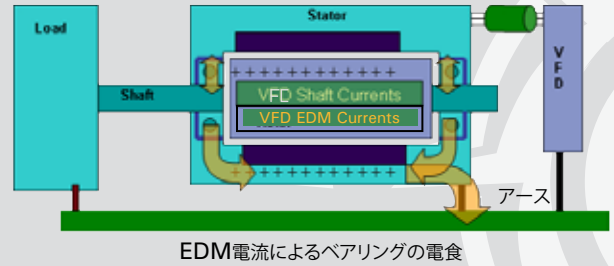 Load
Stator
VFD
Shaft
+ + + + + + + + + + + + +
VFD Shaft Currents
VFD EDM Currents
+ + + + + + + + + + +
アース
EDM電流によるベアリングの電食